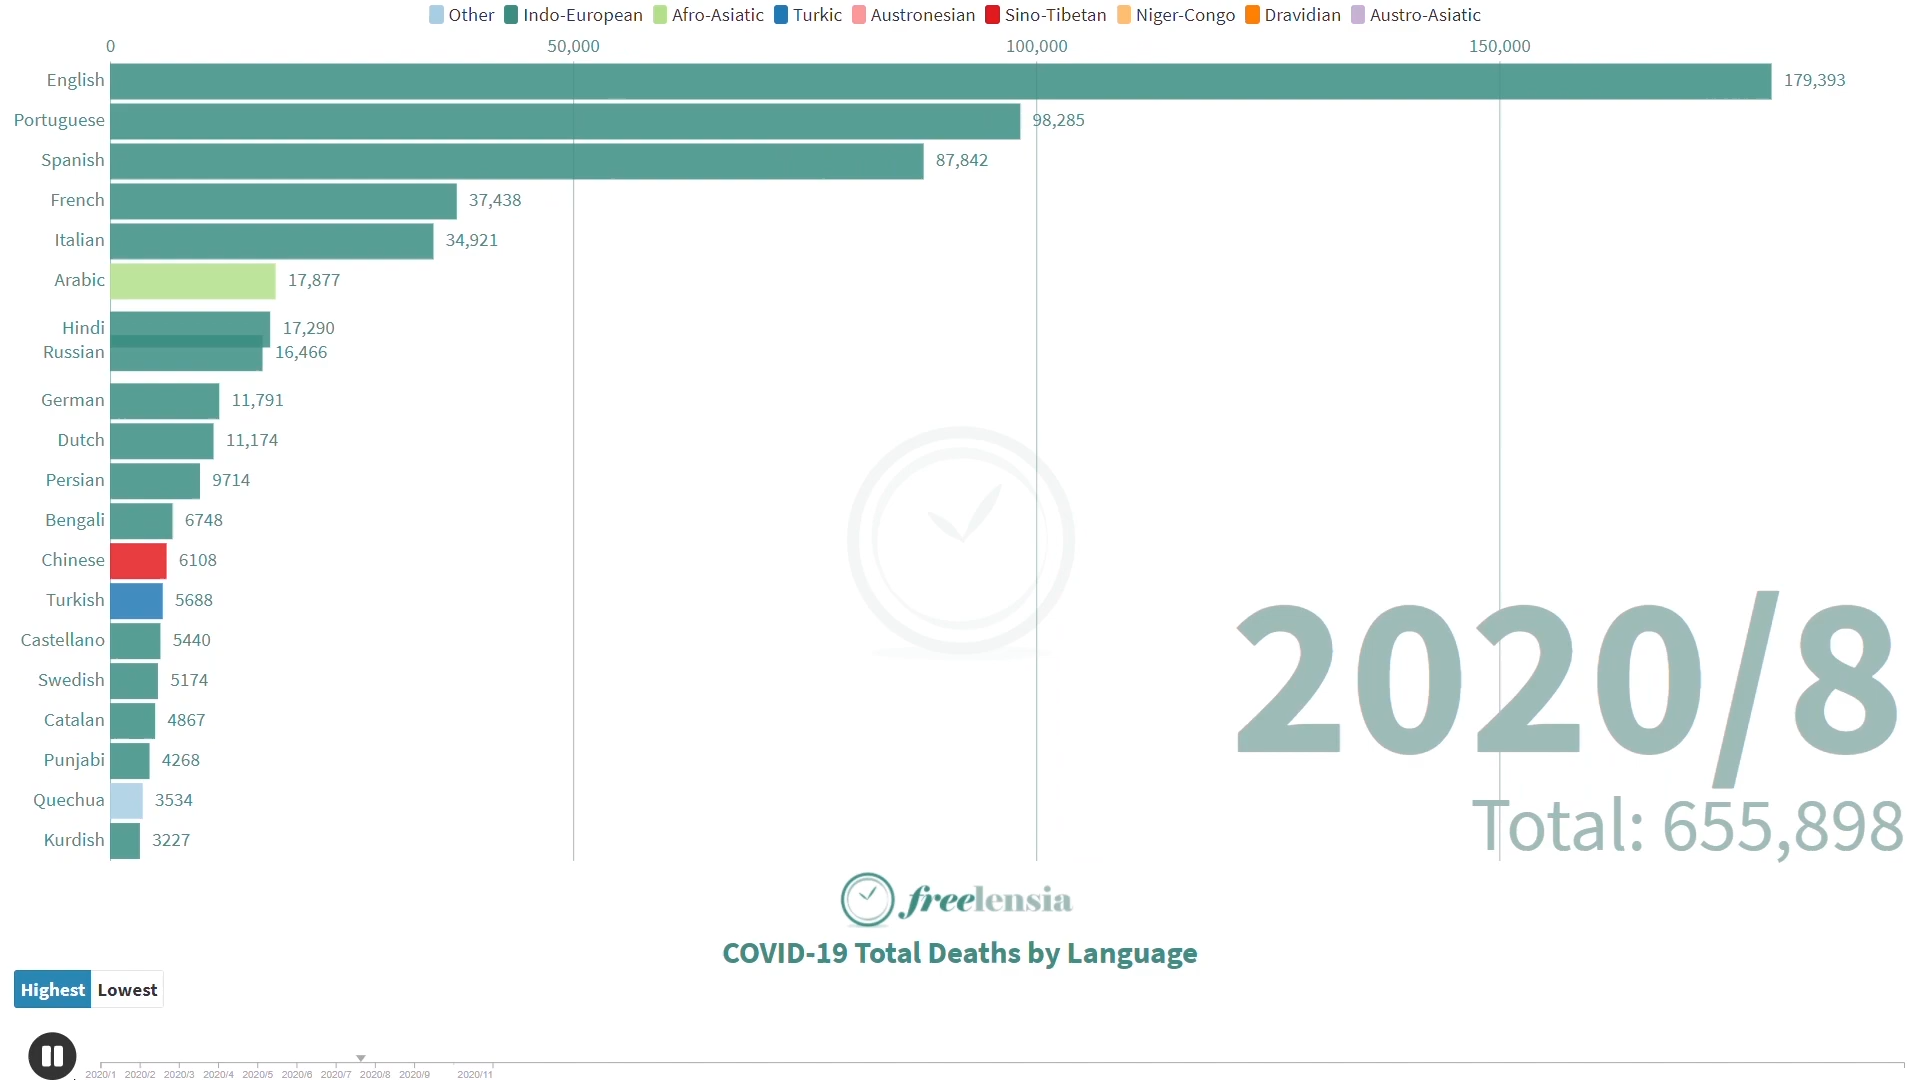 Other Indo-European Afro-Asiatic Turkic Austronesian Sino-Tibetan Niger-Congo Dravidian Austro-Asiatic
0 50,000 100,000 150,000
English 179,393
Portuguese 98,285
Spanish 87,842
French 37,438
Italian 34,921
Arabic 17,877
Hindi 17,290
Russian 16,466
German 11,791
Dutch 11,174
Persian 9714
Bengali 6748
Chinese 6108
Turkish 5688
Castellano 5440
Swedish 5174
Catalan 4867
Punjabi 4268
Quechua 3534
Kurdish 3227
2020/8
Total: 655,898
freelensia
COVID-19 Total Deaths by Language
Highest Lowest
2020/1 2020/2 2020/3 2020/4 2020/5 2020/6 2020/7 2020/8 2020/9 2020/11